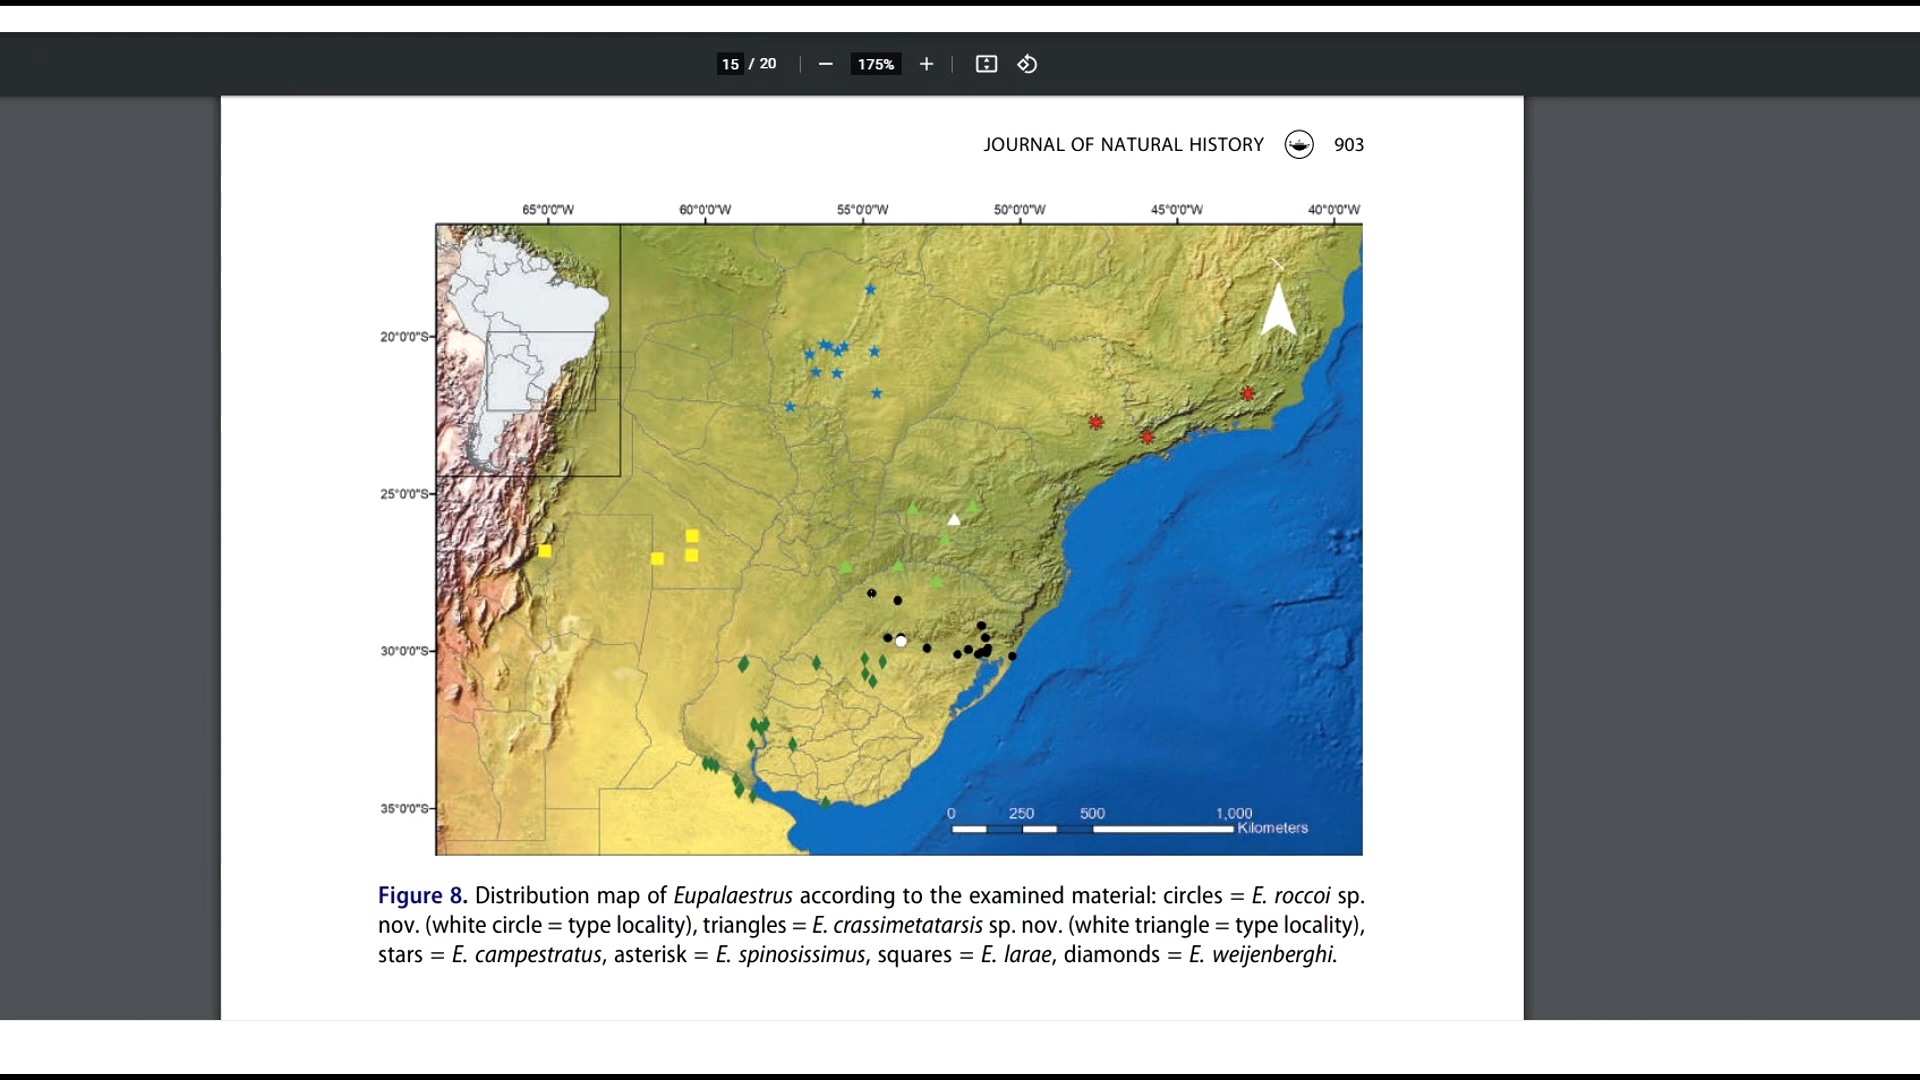 15 / 20 — 175% +
JOURNAL OF NATURAL HISTORY 903
65°0'0"W 60°0'0"W 55°0'0"W 50°0'0"W 45°0'0"W 40°0'0"W
20°0'0"S
25°0'0"S
30°0'0"S
35°0'0"S
0 250 500 1,000
Kilometers
Figure 8. Distribution map of Eupalaestrus according to the examined material: circles = E. roccoi sp.
nov. (white circle = type locality), triangles = E. crassimetatarsis sp. nov. (white triangle = type locality),
stars = E. campestratus, asterisk = E. spinosissimus, squares = E. larae, diamonds = E. weijenberghi.